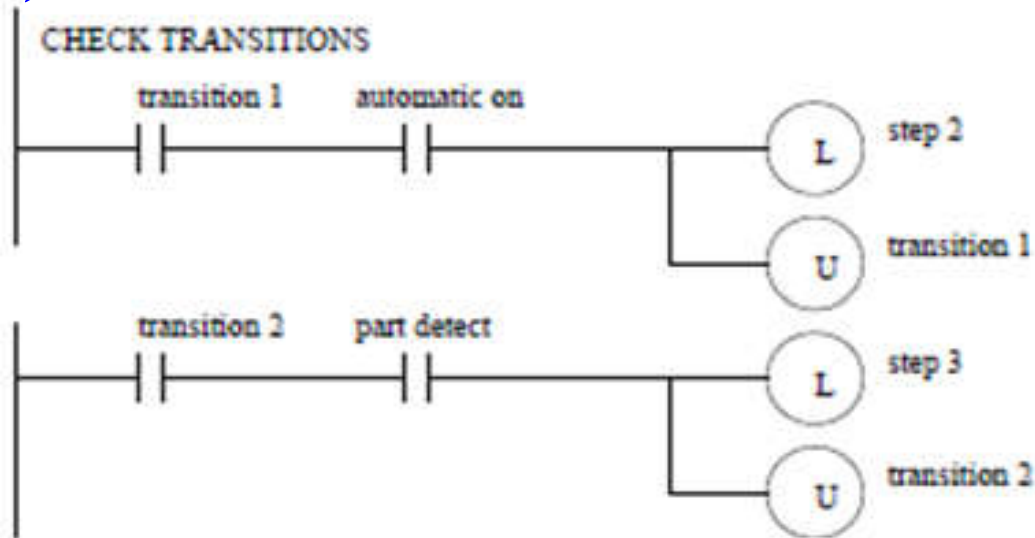 CHECK TRANSITIONS
transition 1 automatic on
L step 2
U transition 1
transition 2 part detect
L step 3
U transition 2